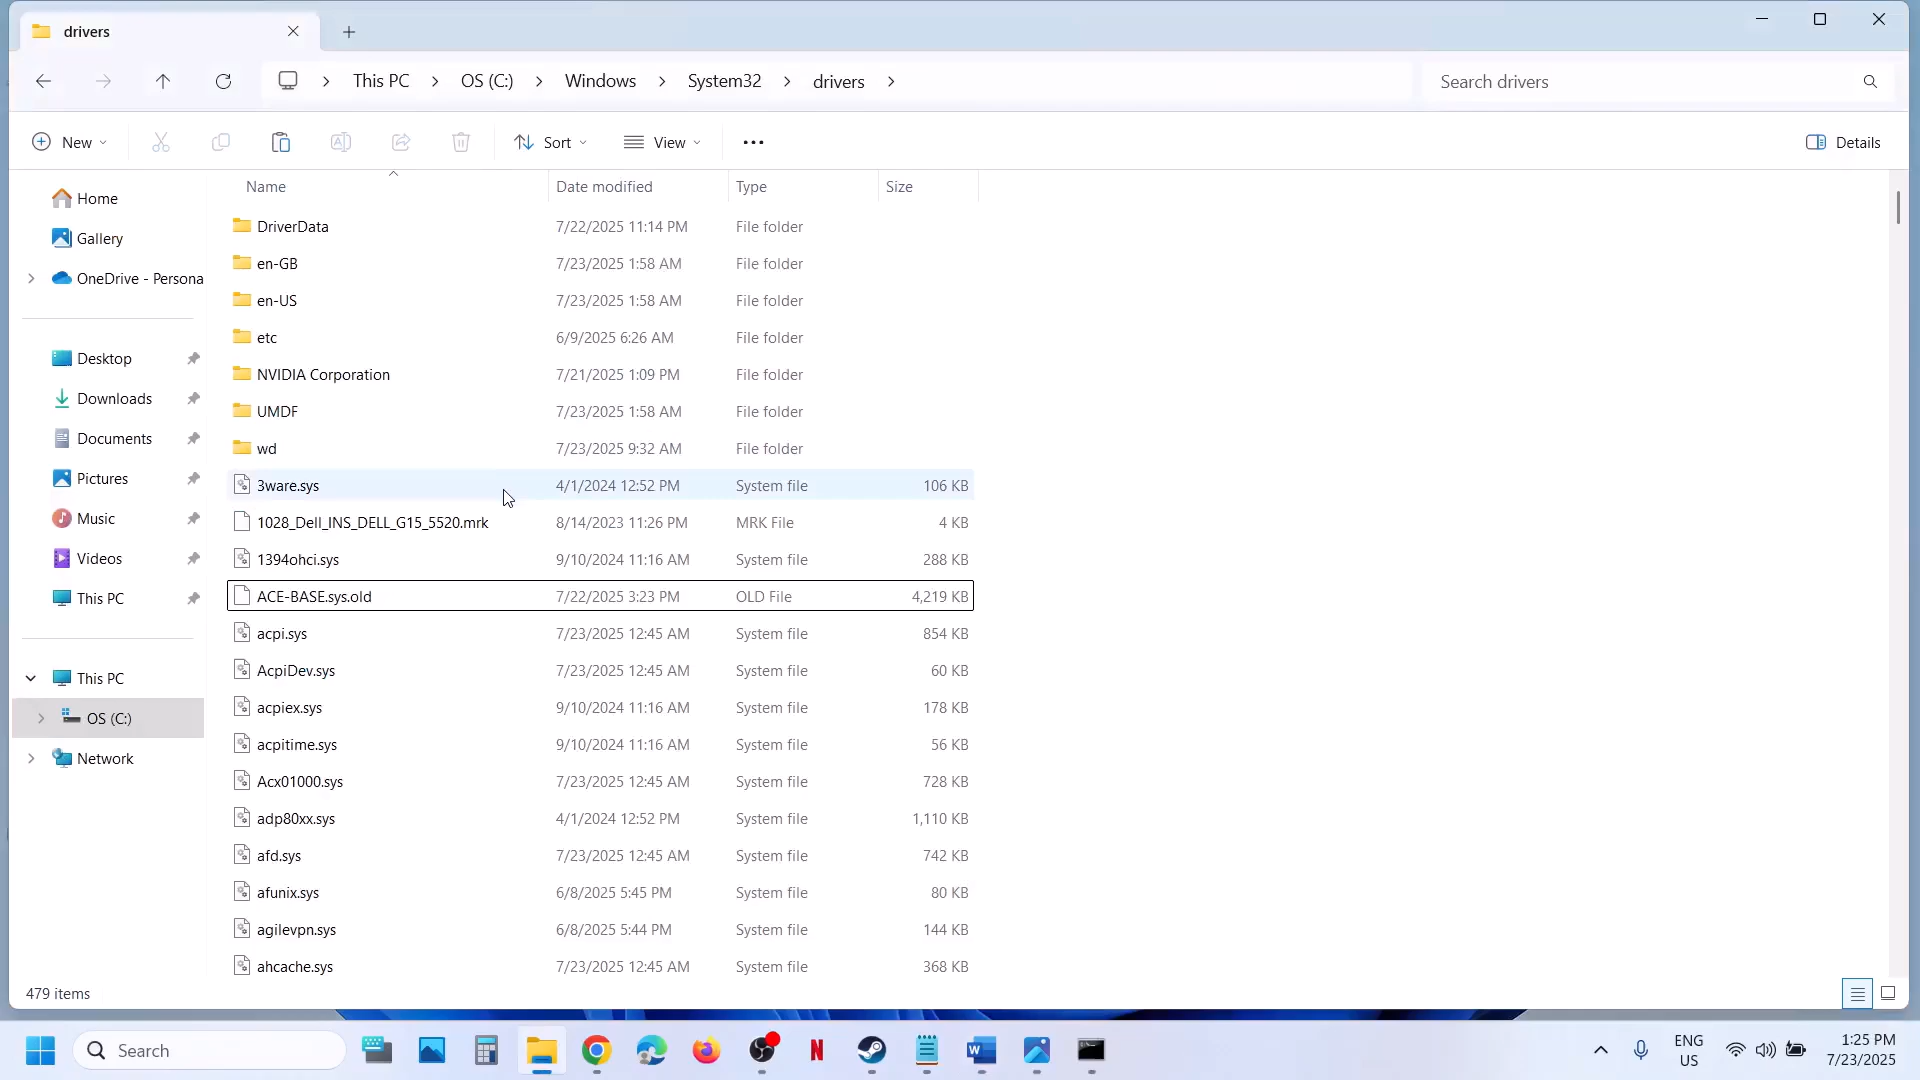 drivers
This PC
OS (C:)
Windows
System32
drivers
Search drivers
New
Sort
View
Details
Name
Date modified
Type
Size
Home
Gallery
OneDrive - Persona
Desktop
Downloads
Documents
Pictures
Music
Videos
This PC
This PC
OS (C:)
Network
DriverData 7/22/2025 11:14 PM File folder
en-GB 7/23/2025 1:58 AM File folder
en-US 7/23/2025 1:58 AM File folder
etc 6/9/2025 6:26 AM File folder
NVIDIA Corporation 7/21/2025 1:09 PM File folder
UMDF 7/23/2025 1:58 AM File folder
wd 7/23/2025 9:32 AM File folder
3ware.sys 4/1/2024 12:52 PM System file 106 KB
1028_Dell_INS_DELL_G15_5520.mrk 8/14/2023 11:26 PM MRK File 4 KB
1394ohci.sys 9/10/2024 11:16 AM System file 288 KB
ACE-BASE.sys.old 7/22/2025 3:23 PM OLD File 4,219 KB
acpi.sys 7/23/2025 12:45 AM System file 854 KB
AcpiDev.sys 7/23/2025 12:45 AM System file 60 KB
acpiex.sys 9/10/2024 11:16 AM System file 178 KB
acpitime.sys 9/10/2024 11:16 AM System file 56 KB
Acx01000.sys 7/23/2025 12:45 AM System file 728 KB
adp80xx.sys 4/1/2024 12:52 PM System file 1,110 KB
afd.sys 7/23/2025 12:45 AM System file 742 KB
afunix.sys 6/8/2025 5:45 PM System file 80 KB
agilevpn.sys 6/8/2025 5:44 PM System file 144 KB
ahcache.sys 7/23/2025 12:45 AM System file 368 KB
479 items
Search
ENG
US
1:25 PM
7/23/2025